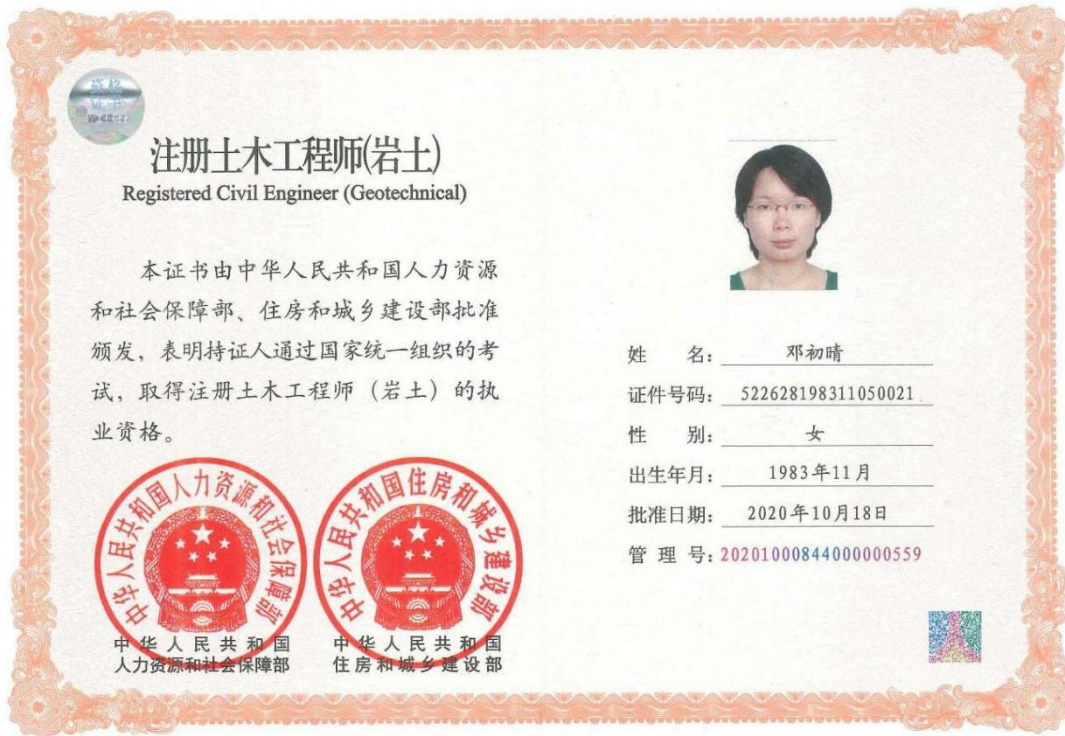 注册土木工程师(岩土)
Registered Civil Engineer (Geotechnical)
本证书由中华人民共和国人力资源
和社会保障部、住房和城乡建设部批准
颁发，表明持证人通过国家统一组织的考
试，取得注册土木工程师（岩土）的执
业资格。
中华人民共和国人力资源和社会保障部
中华人民共和国住房和城乡建设部
中华人民共和国
人力资源和社会保障部
中华人民共和国
住房和城乡建设部
姓 名： 邓初晴
证件号码： 522628198311050021
性 别： 女
出生年月： 1983年11月
批准日期： 2020年10月18日
管 理 号：20201000844000000559